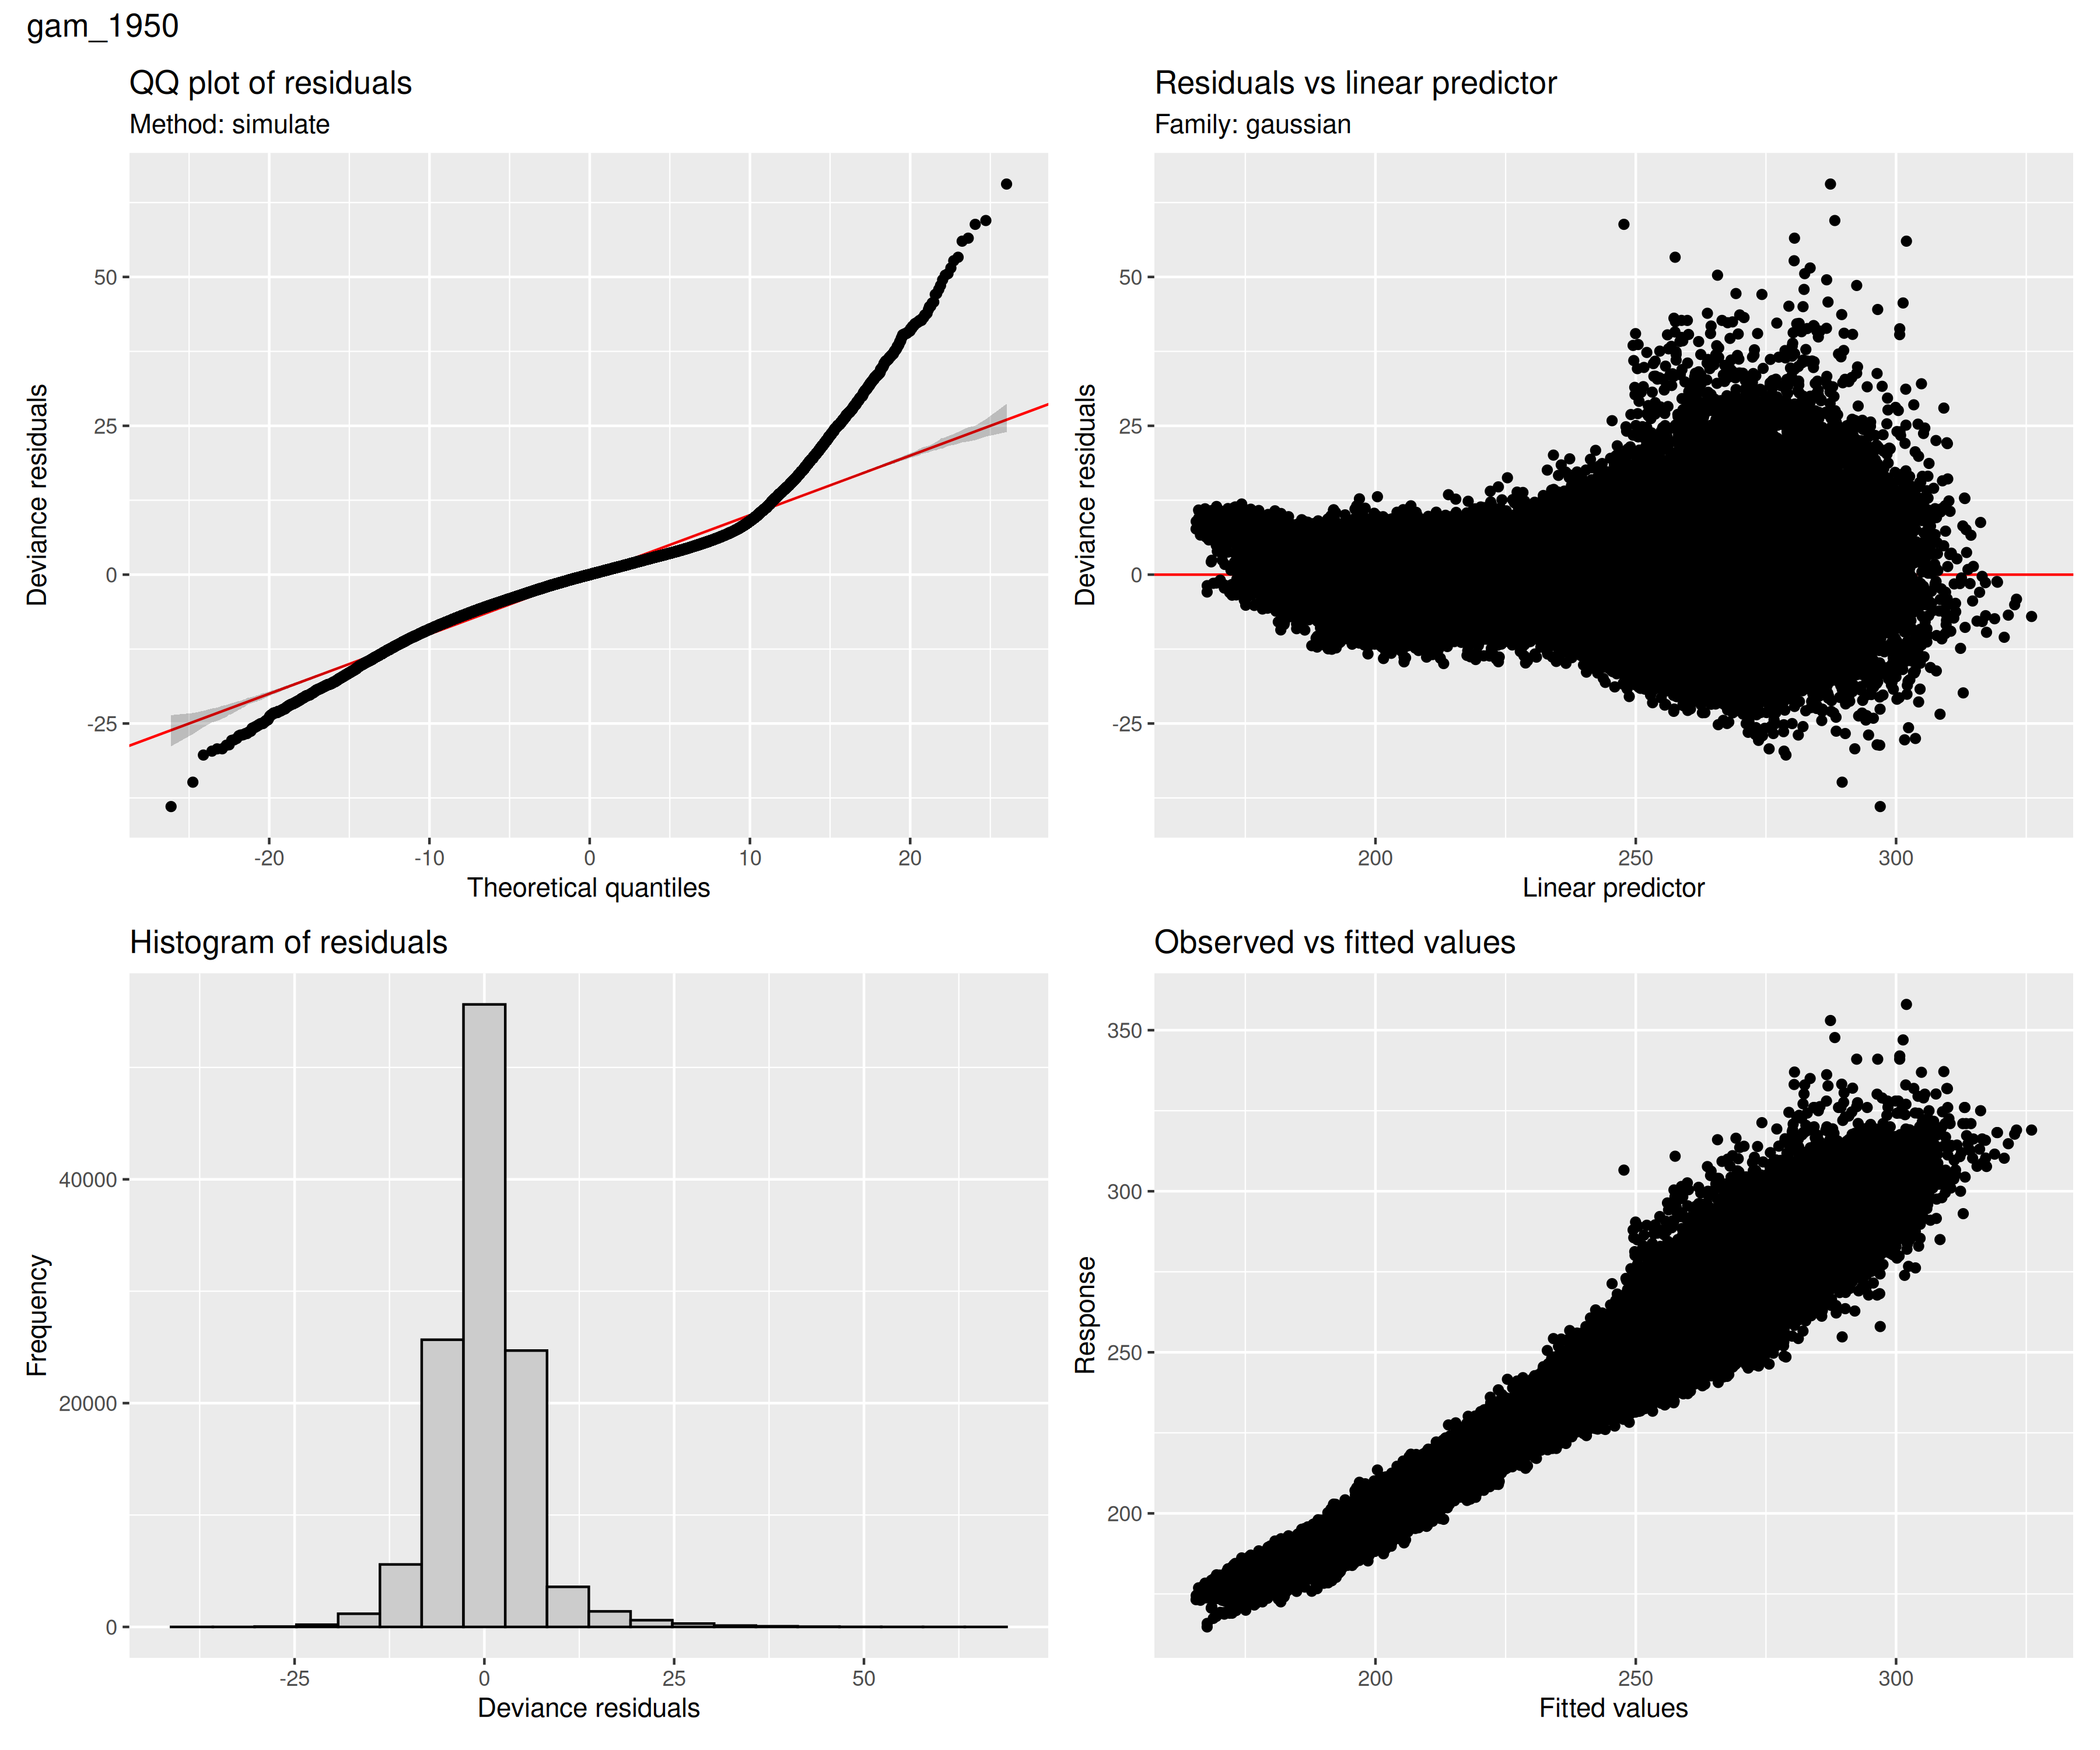 gam_1950
QQ plot of residuals
Method: simulate
50
25
0
-25
-20
-10
0
10
20
Deviance residuals
Theoretical quantiles
Residuals vs linear predictor
Family: gaussian
50
25
0
-25
200
250
300
Deviance residuals
Linear predictor
Histogram of residuals
40000
20000
0
-25
0
25
50
Frequency
Deviance residuals
Observed vs fitted values
350
300
250
200
200
250
300
Response
Fitted values